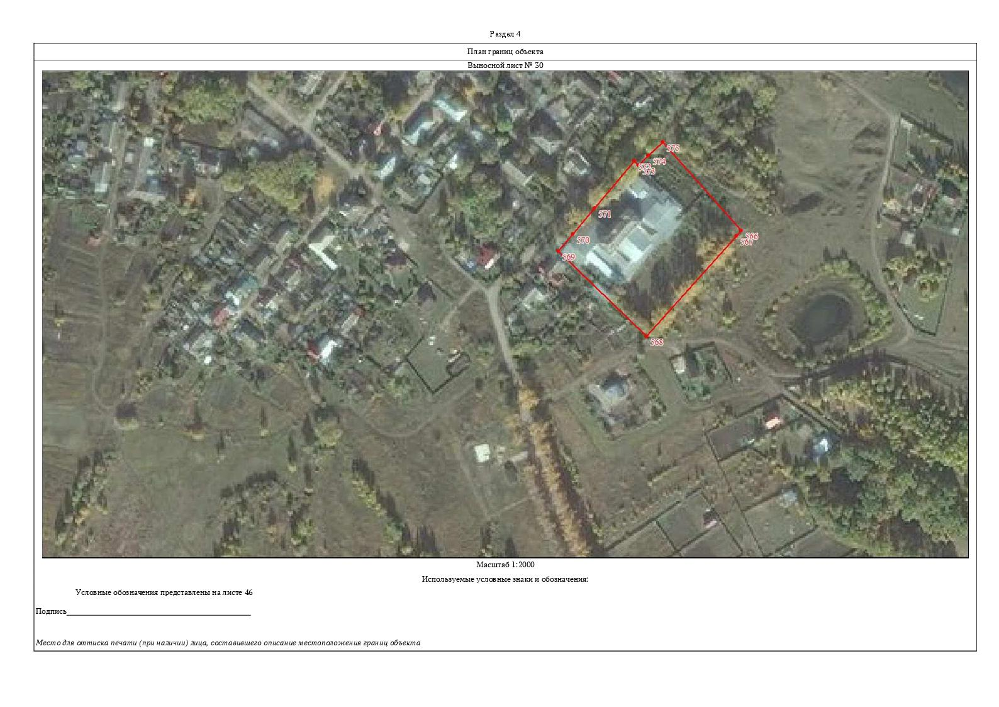 Раздел 4
План границ объекта
Выносной лист № 30
575
574
572
573
571
566
567
570
569
568
Масштаб 1:2000
Используемые условные знаки и обозначения:
Условные обозначения представлены на листе 46
Подпись
Место для оттиска печати (при наличии) лица, составившего описание местоположения границ объекта